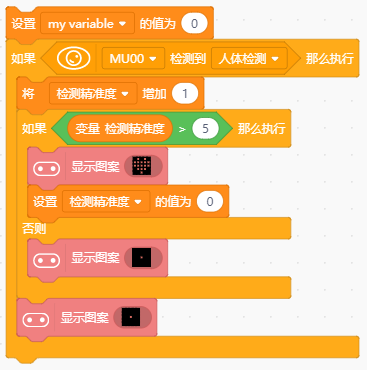 设置 my variable 的值为 0
如果 MU00 检测到 人体检测 那么执行
将 检测精准度 增加 1
如果 变量 检测精准度 > 5 那么执行
显示图案
设置 检测精准度 的值为 0
否则
显示图案
显示图案